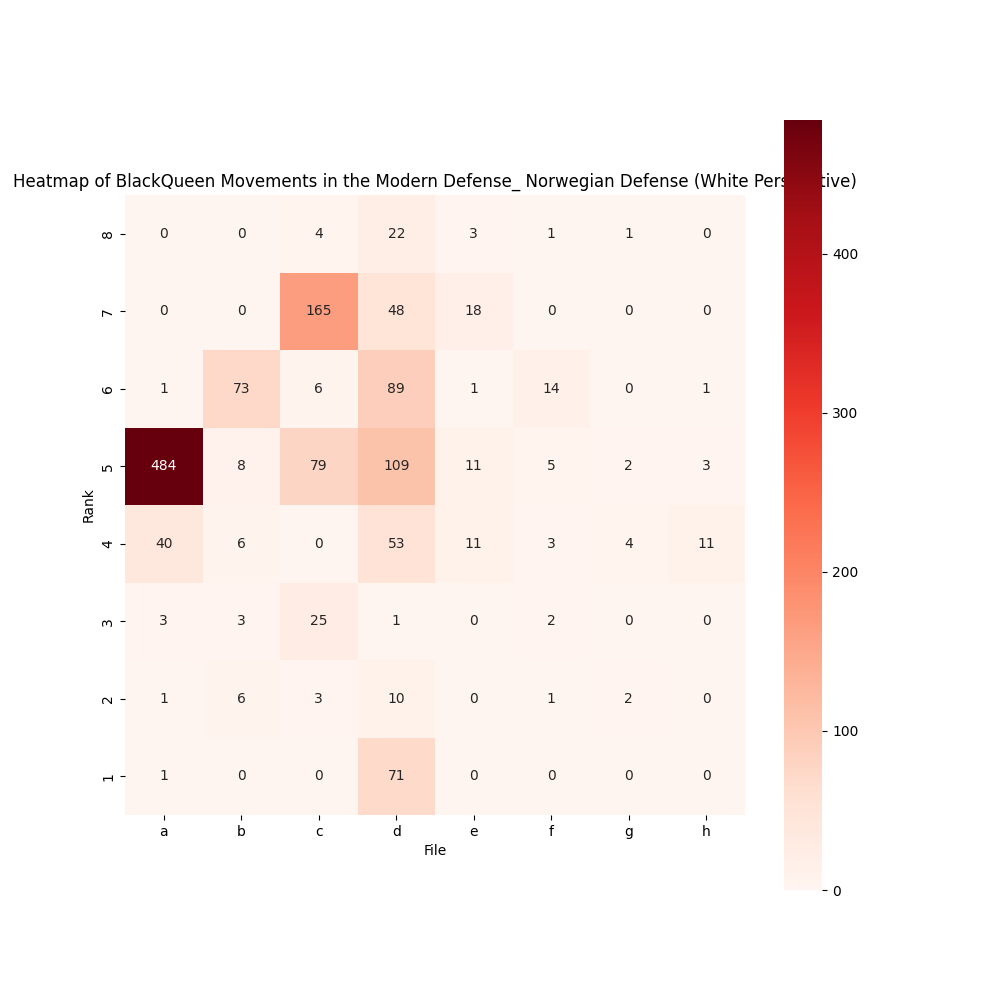 Heatmap of BlackQueen Movements in the Modern Defense_ Norwegian Defense (White Pers tive)
8 0 0 4 22 3 1 1 0
7 0 0 165 48 18 0 0 0
6 1 73 6 89 1 14 0 1
5 484 8 79 109 11 5 2 3
4 40 6 0 53 11 3 4 11
3 3 3 25 1 0 2 0 0
2 1 6 3 10 0 1 2 0
1 1 0 0 71 0 0 0 0
a b c d e f g h
Rank
File
400
300
200
100
0